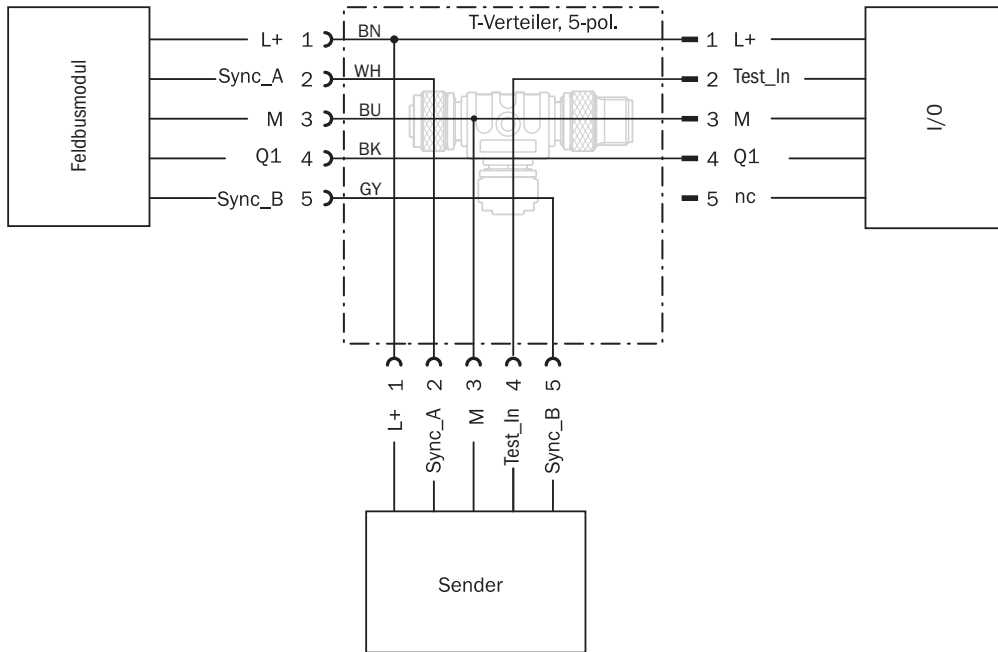 T-Verteiler, 5-pol.
Feldbusmodul
L+ 1 BN
Sync_A 2 WH
M 3 BU
Q1 4 BK
Sync_B 5 GY
1 L+
2 Test_In
3 M
4 Q1
5 nc
I/O
1 2 3 4 5
L+ Sync_A M Test_In Sync_B
Sender